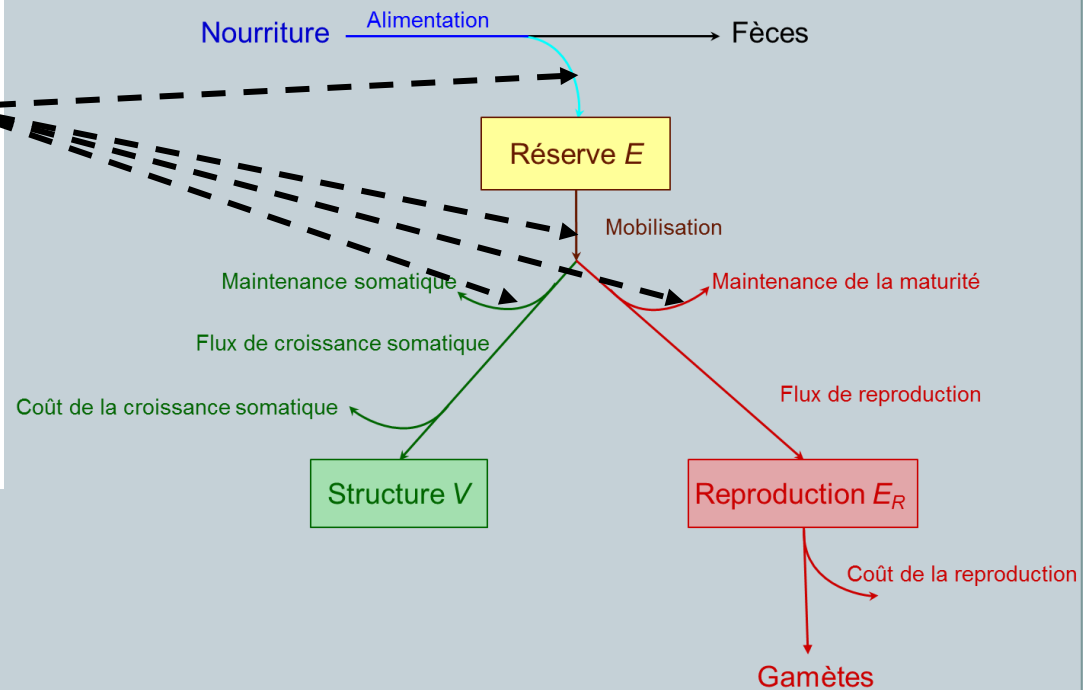 Alimentation
Nourriture
Fèces
Réserve E
Mobilisation
Maintenance somatique
Maintenance de la maturité
Flux de croissance somatique
Flux de reproduction
Coût de la croissance somatique
Structure V
Reproduction E_R
Coût de la reproduction
Gamètes